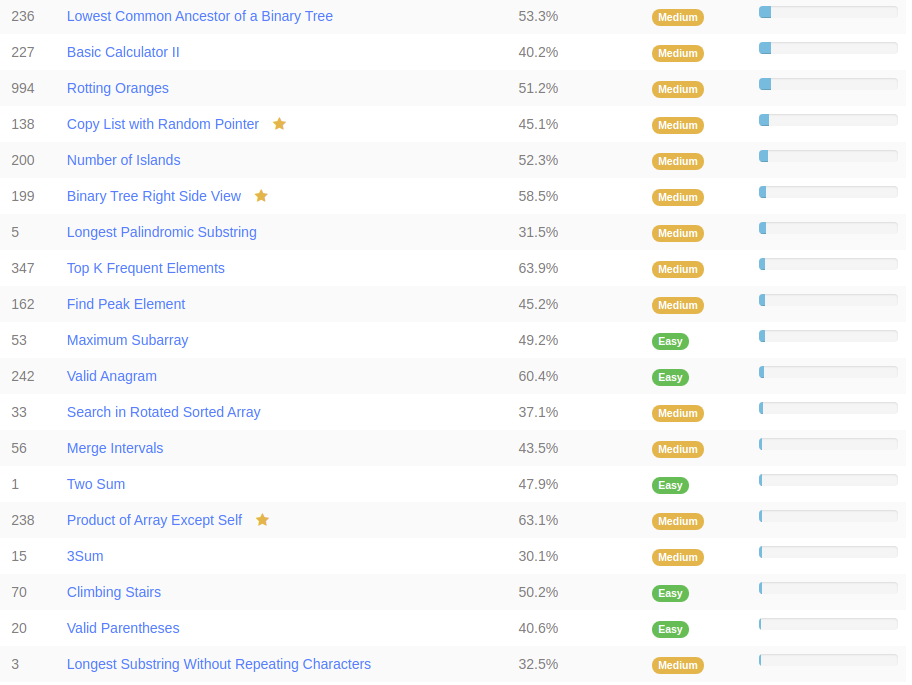 236 Lowest Common Ancestor of a Binary Tree 53.3% Medium
227 Basic Calculator II 40.2% Medium
994 Rotting Oranges 51.2% Medium
138 Copy List with Random Pointer 45.1% Medium
200 Number of Islands 52.3% Medium
199 Binary Tree Right Side View 58.5% Medium
5 Longest Palindromic Substring 31.5% Medium
347 Top K Frequent Elements 63.9% Medium
162 Find Peak Element 45.2% Medium
53 Maximum Subarray 49.2% Easy
242 Valid Anagram 60.4% Easy
33 Search in Rotated Sorted Array 37.1% Medium
56 Merge Intervals 43.5% Medium
1 Two Sum 47.9% Easy
238 Product of Array Except Self 63.1% Medium
15 3Sum 30.1% Medium
70 Climbing Stairs 50.2% Easy
20 Valid Parentheses 40.6% Easy
3 Longest Substring Without Repeating Characters 32.5% Medium